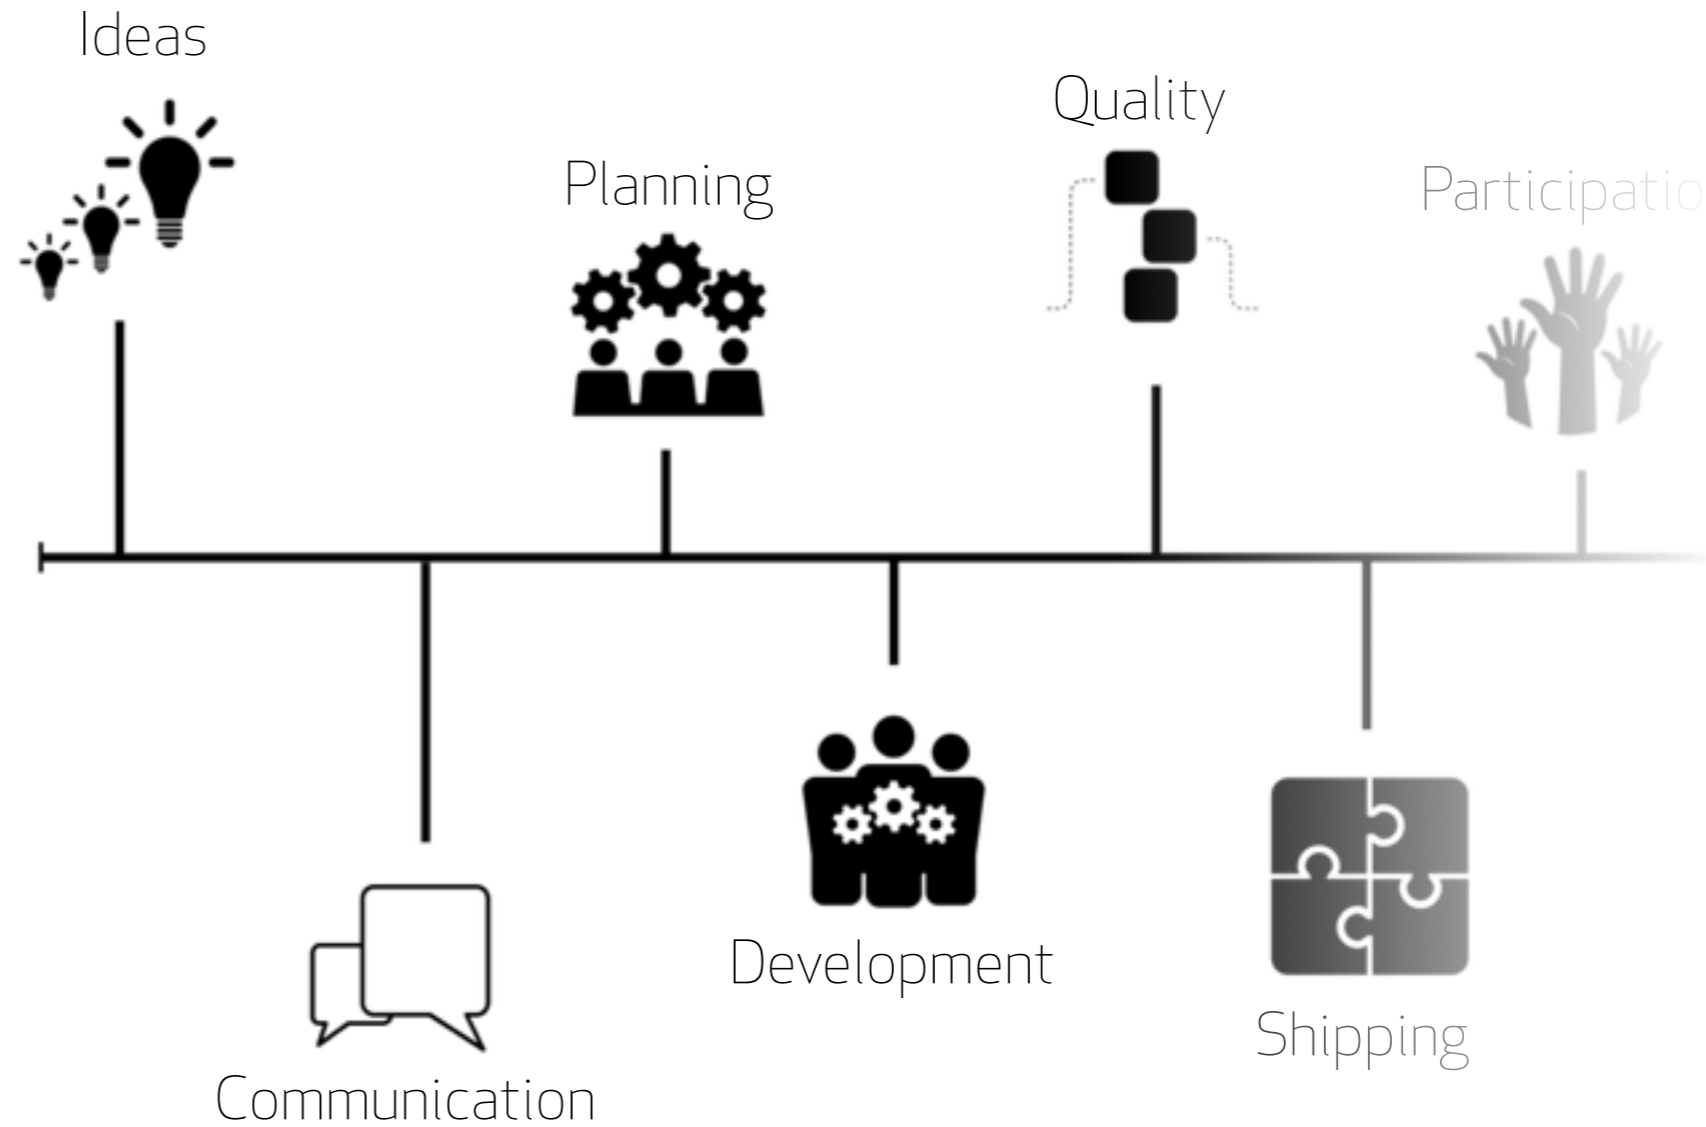 Ideas
Communication
Planning
Development
Quality
Shipping
Participatio